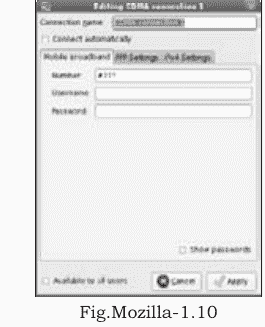 Editing CDMA connection 1
Connection name
Connect automatically
Mobile broadband PPP Settings IPv4 Settings
Number #777
Username
Password
Show passwords
Available to all users Cancel Apply
Fig.Mozilla-1.10